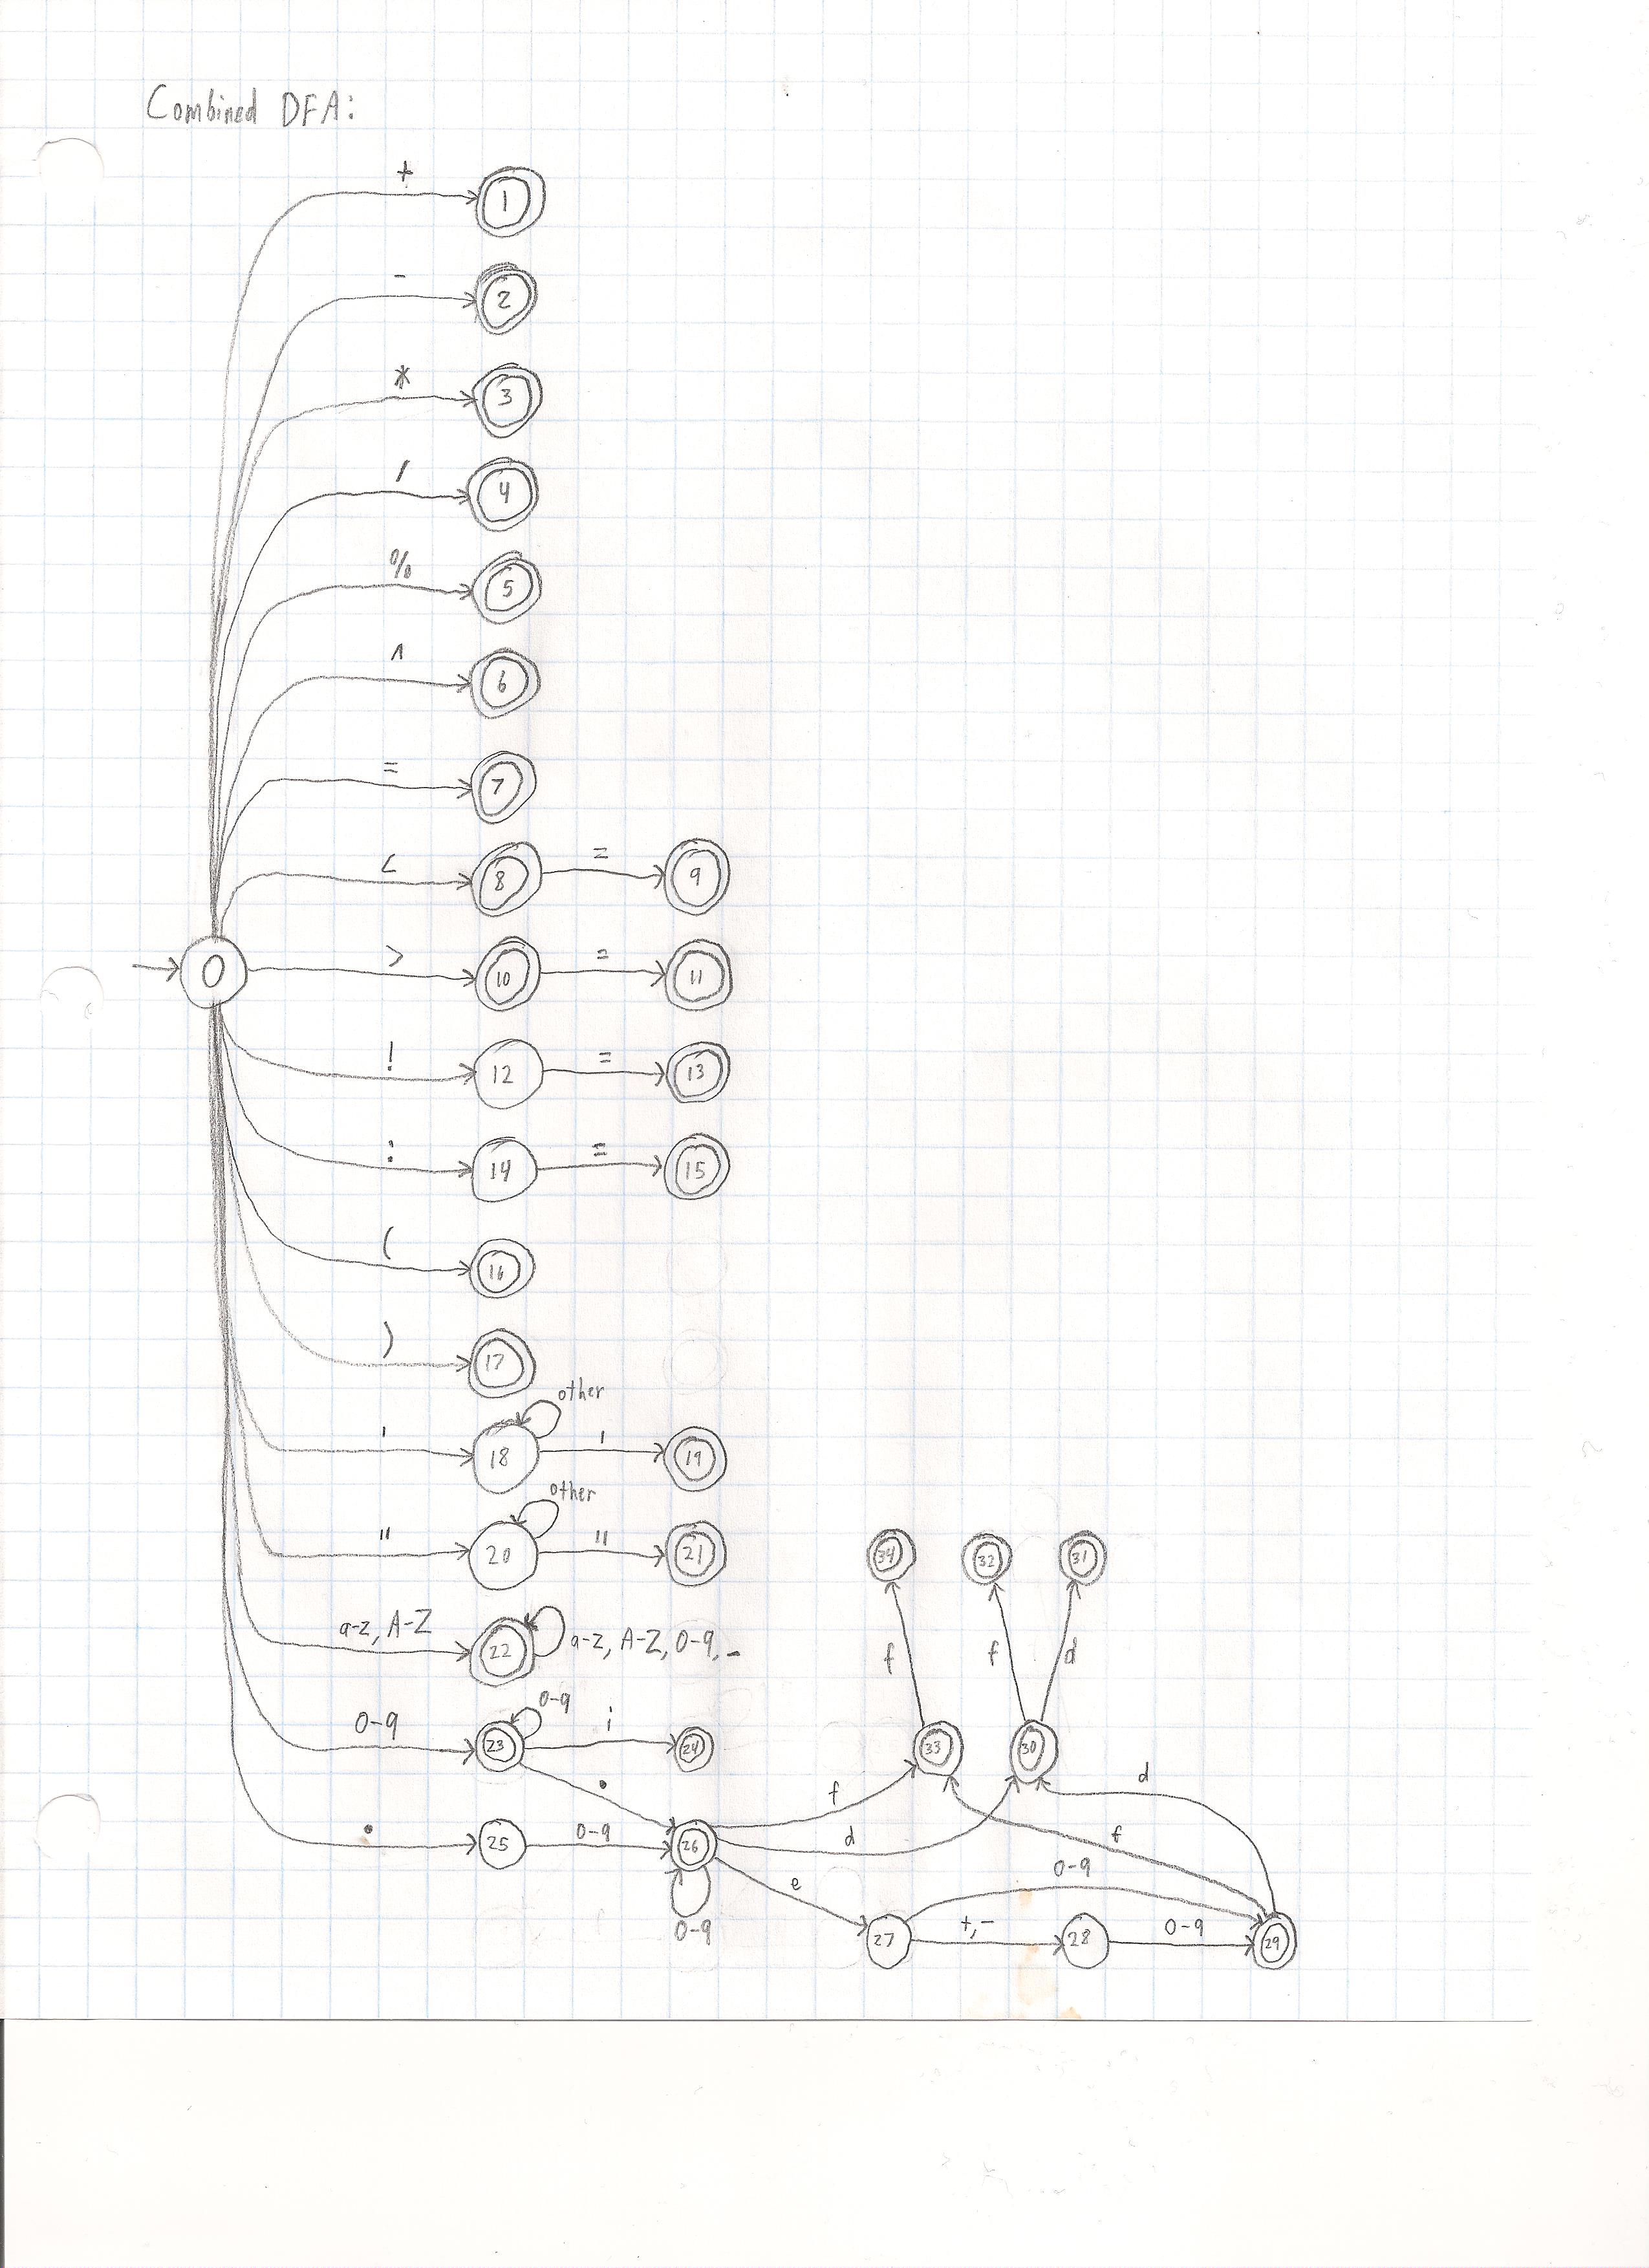 Combined DFA:
+
1
-
2
*
3
/
4
%
5
^
6
=
7
< 8 = 9
0
> 10 = 11
! 12 = 13
: 14 = 15
(
16
)
17
other
' 18 ' 19
other
" 20 " 21
34 32 31
a-z, A-Z 22 a-z, A-Z, 0-9, _
f f d
0-9
0-9 23 i 24
33 30
.
f d
. 25 0-9 26
d f
e 0-9
0-9
27 +,- 28 0-9 29